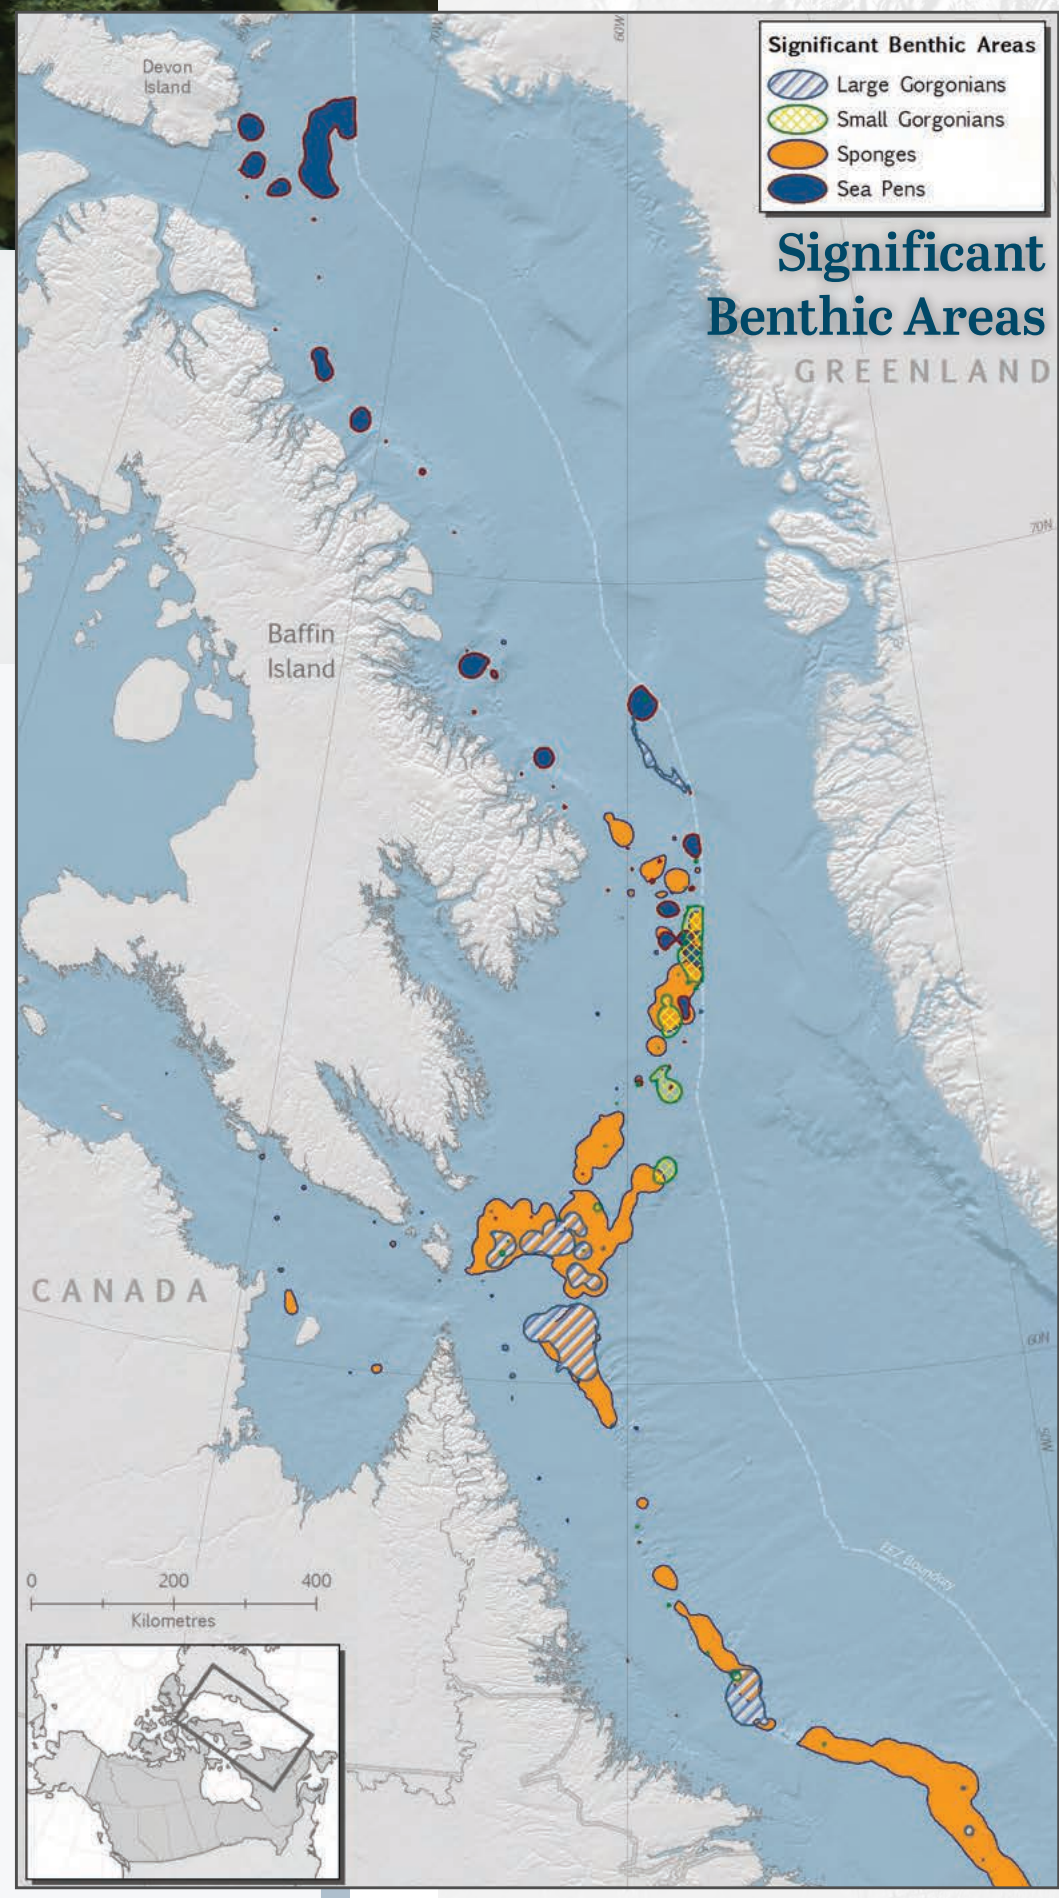 Significant Benthic Areas
Large Gorgonians
Small Gorgonians
Sponges
Sea Pens
Significant
Benthic Areas
Devon
Island
60W
GREENLAND
70N
Baffin
Island
CANADA
60N
50W
EEZ Boundary
0 200 400
Kilometres